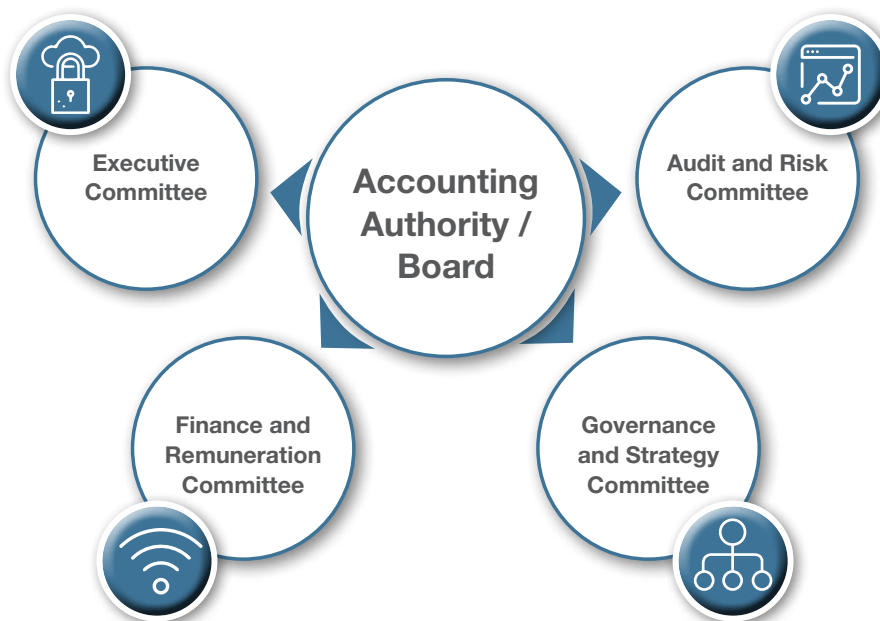 Executive
Committee
Accounting
Authority /
Board
Audit and Risk
Committee
Finance and
Remuneration
Committee
Governance
and Strategy
Committee